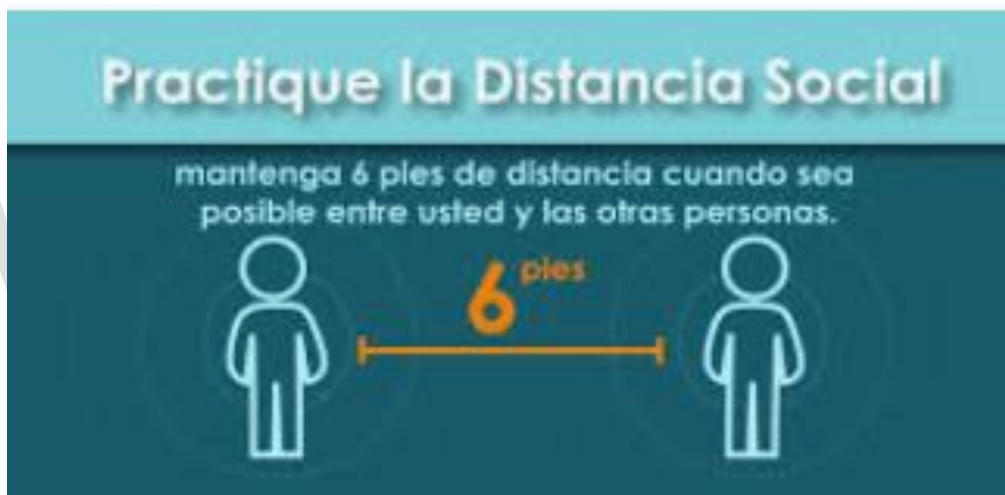 Practique la Distancia Social
mantenga 6 pies de distancia cuando sea
posible entre usted y las otras personas.
6 pies